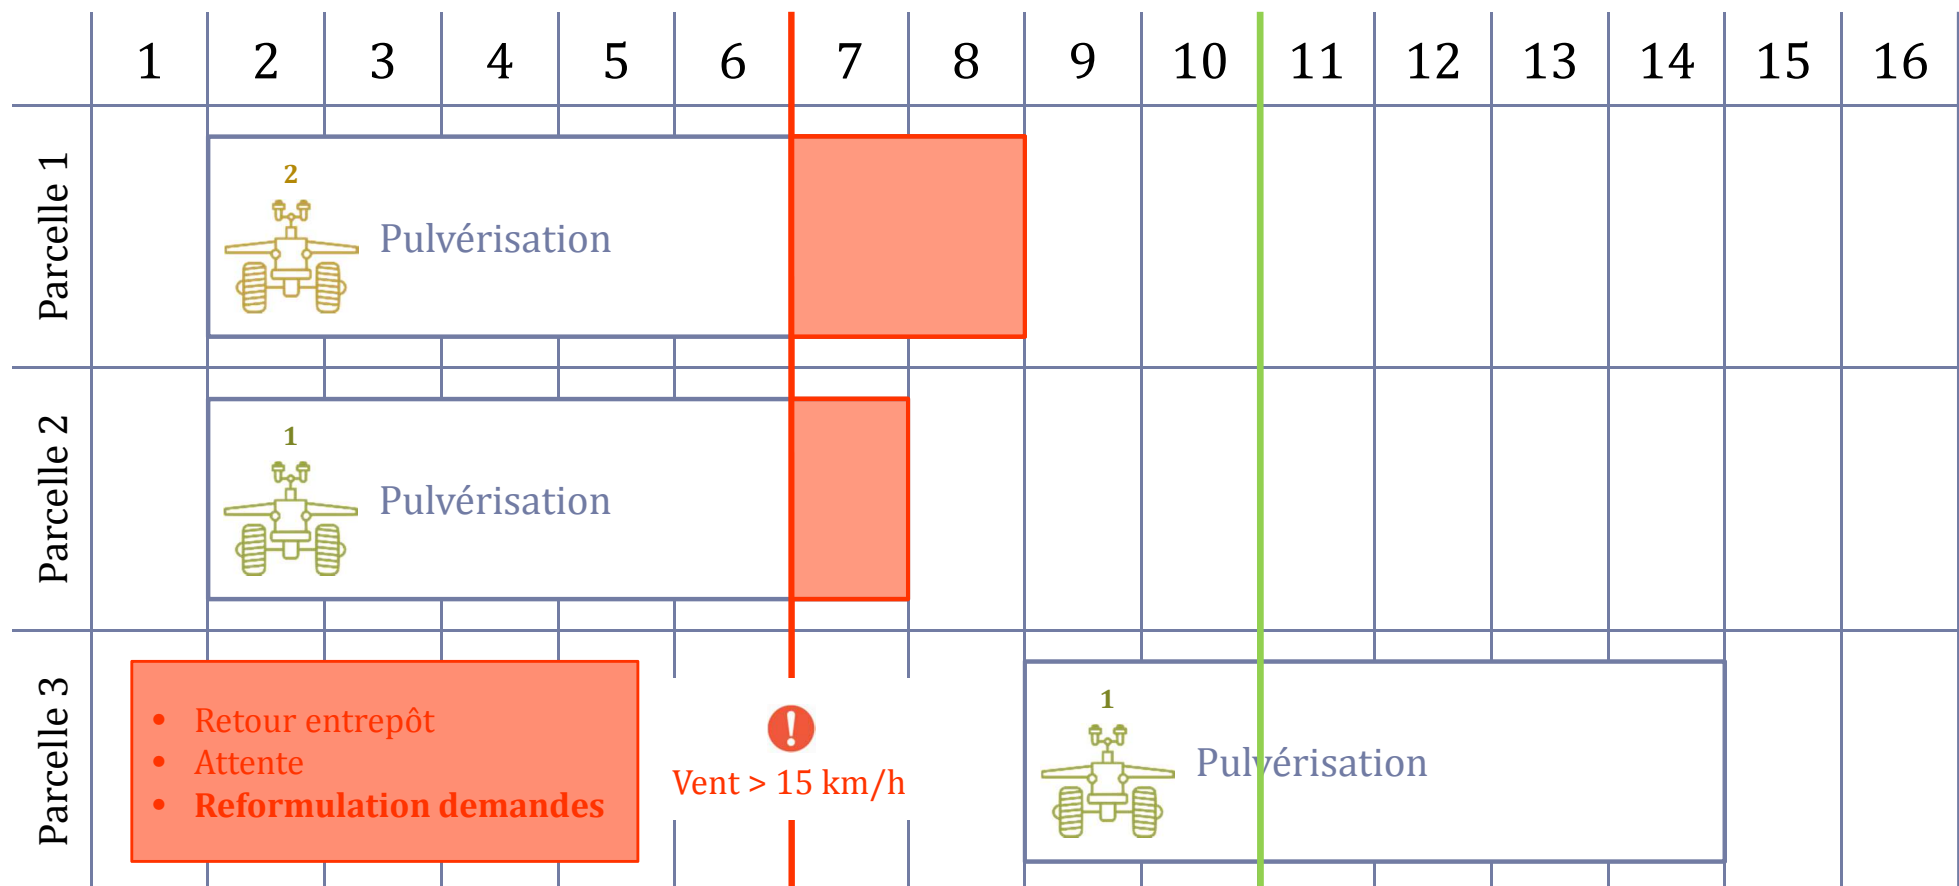 1 2 3 4 5 6 7 8 9 10 11 12 13 14 15 16
Parcelle 1
2
Pulvérisation
Parcelle 2
1
Pulvérisation
Parcelle 3
• Retour entrepôt
• Attente
• Reformulation demandes
Vent > 15 km/h
1
Pulvérisation